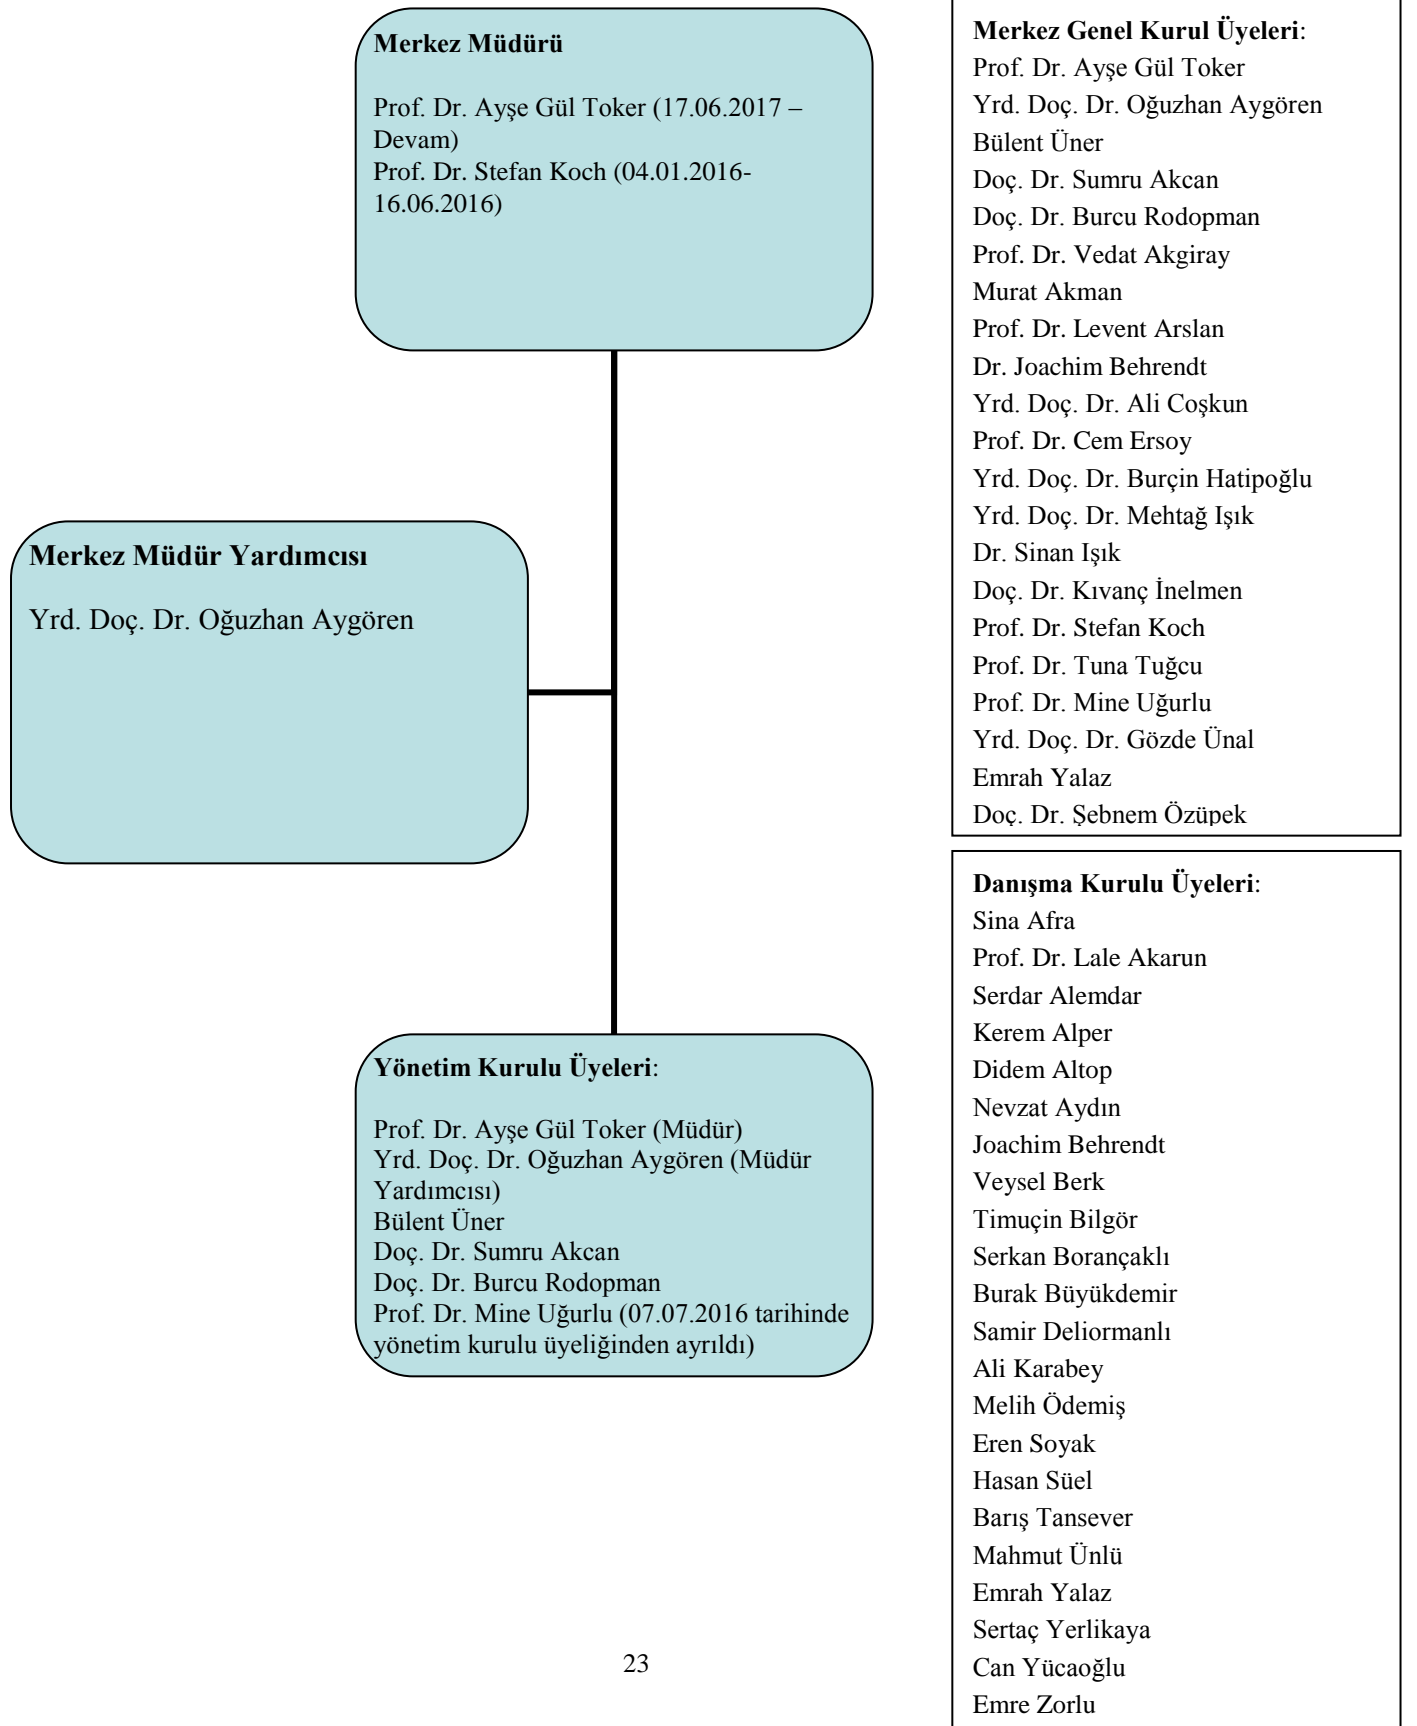 Merkez Müdürü
Prof. Dr. Ayşe Gül Toker (17.06.2017 –
Devam)
Prof. Dr. Stefan Koch (04.01.2016-
16.06.2016)
Merkez Müdür Yardımcısı
Yrd. Doç. Dr. Oğuzhan Aygören
Yönetim Kurulu Üyeleri:
Prof. Dr. Ayşe Gül Toker (Müdür)
Yrd. Doç. Dr. Oğuzhan Aygören (Müdür
Yardımcısı)
Bülent Üner
Doç. Dr. Sumru Akcan
Doç. Dr. Burcu Rodopman
Prof. Dr. Mine Uğurlu (07.07.2016 tarihinde
yönetim kurulu üyeliğinden ayrıldı)
Merkez Genel Kurul Üyeleri:
Prof. Dr. Ayşe Gül Toker
Yrd. Doç. Dr. Oğuzhan Aygören
Bülent Üner
Doç. Dr. Sumru Akcan
Doç. Dr. Burcu Rodopman
Prof. Dr. Vedat Akgiray
Murat Akman
Prof. Dr. Levent Arslan
Dr. Joachim Behrendt
Yrd. Doç. Dr. Ali Coşkun
Prof. Dr. Cem Ersoy
Yrd. Doç. Dr. Burçin Hatipoğlu
Yrd. Doç. Dr. Mehtağ Işık
Dr. Sinan Işık
Doç. Dr. Kıvanç İnelmen
Prof. Dr. Stefan Koch
Prof. Dr. Tuna Tuğcu
Prof. Dr. Mine Uğurlu
Yrd. Doç. Dr. Gözde Ünal
Emrah Yalaz
Doç. Dr. Şebnem Özüpek
Danışma Kurulu Üyeleri:
Sina Afra
Prof. Dr. Lale Akarun
Serdar Alemdar
Kerem Alper
Didem Altop
Nevzat Aydın
Joachim Behrendt
Veysel Berk
Timuçin Bilgör
Serkan Borançaklı
Burak Büyükdemir
Samir Deliormanlı
Ali Karabey
Melih Ödemiş
Eren Soyak
Hasan Süel
Barış Tansever
Mahmut Ünlü
Emrah Yalaz
Sertaç Yerlikaya
Can Yücaoğlu
Emre Zorlu
23